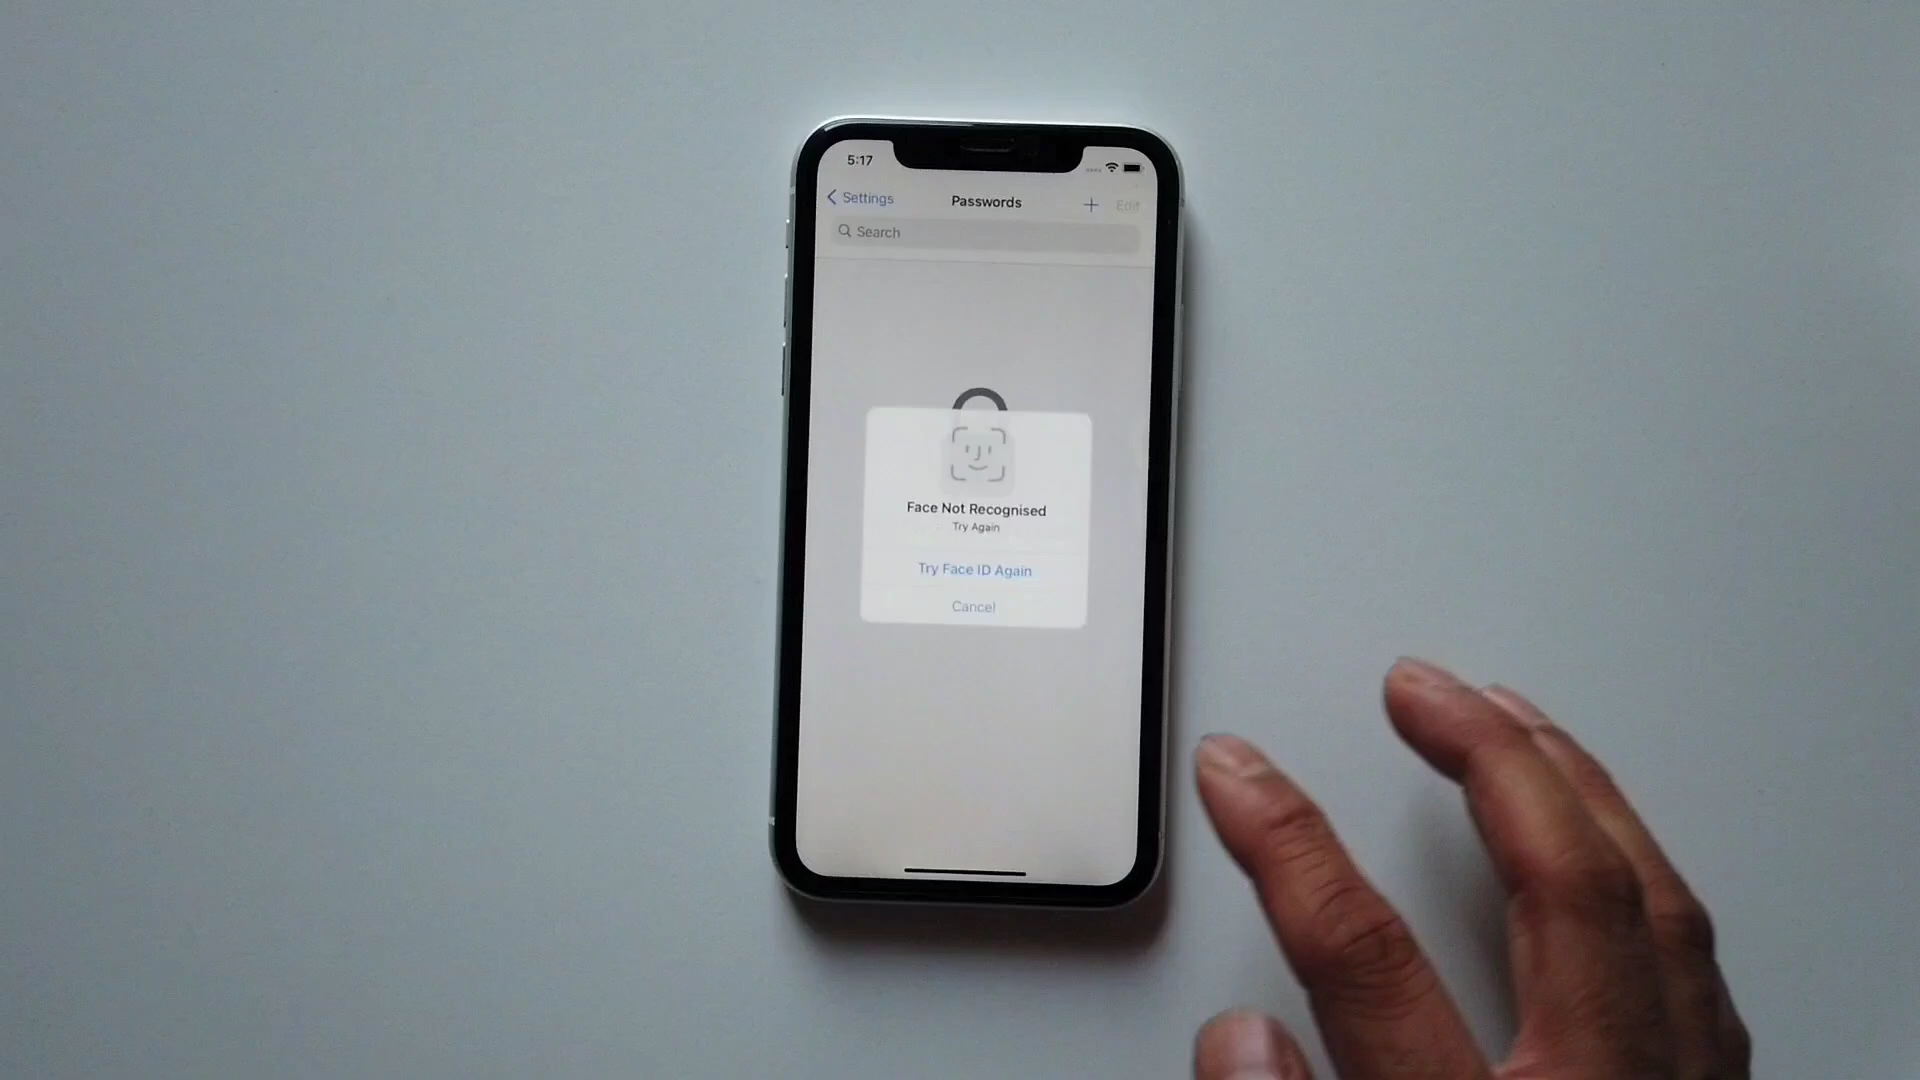 5:17
Settings
Passwords
+
Edit
Search
Face Not Recognised
Try Again
Try Face ID Again
Cancel